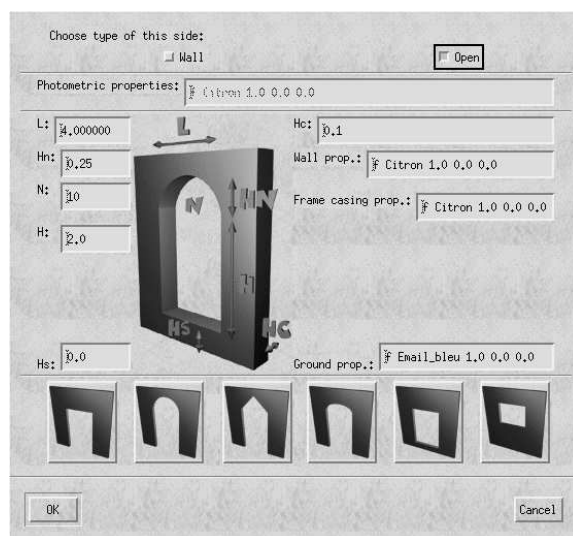 Choose type of this side:
Wall
Open
Photometric properties: Citron 1.0 0.0 0.0
L: 4.000000
Hc: 0.1
Hn: 0.25
Wall prop.: f Citron 1.0 0.0 0.0
N: 10
Frame casing prop.: f Citron 1.0 0.0 0.0
H: 2.0
L
N
HN
H
HS
HC
Hs: 0.0
Ground prop.: f Email_bleu 1.0 0.0 0.0
OK
Cancel